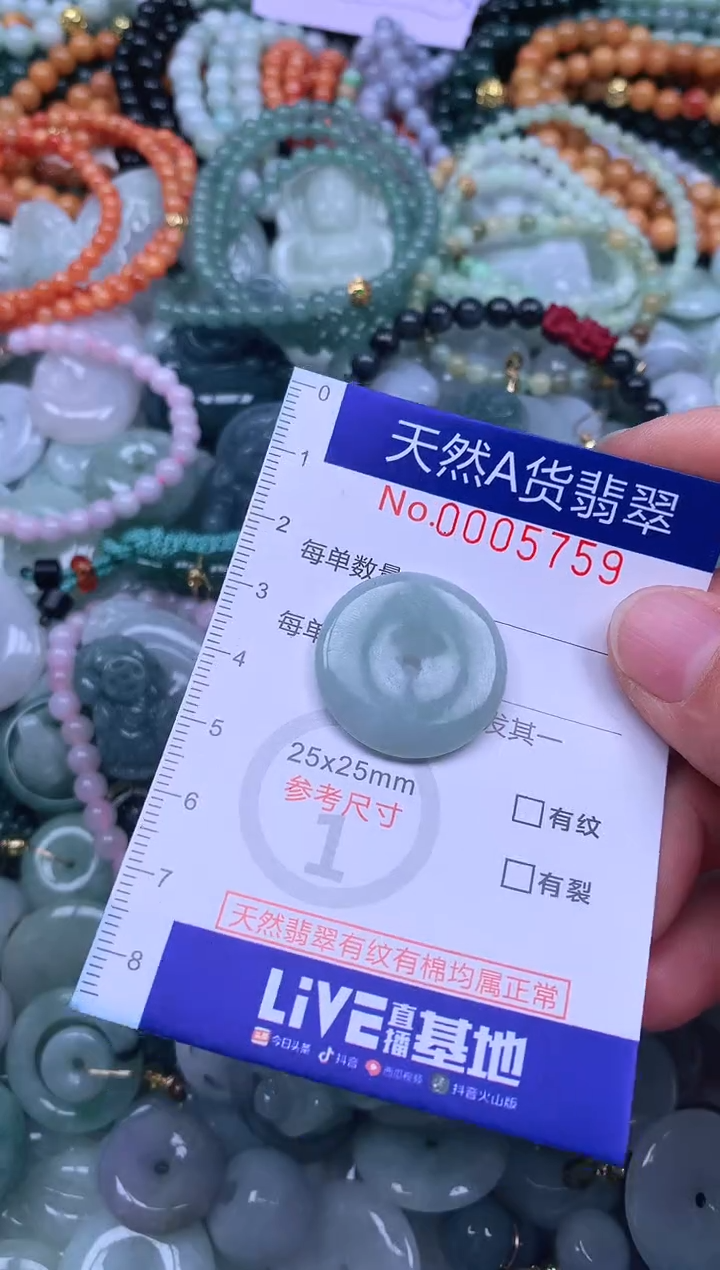 天然A货翡翠
No.0005759
每单数量
每单
发其一
25x25mm
参考尺寸
1
有纹
有裂
天然翡翠有纹有棉均属正常
LiVE直播基地
今日头条 抖音 西瓜视频 抖音火山版
0
1
2
3
4
5
6
7
8